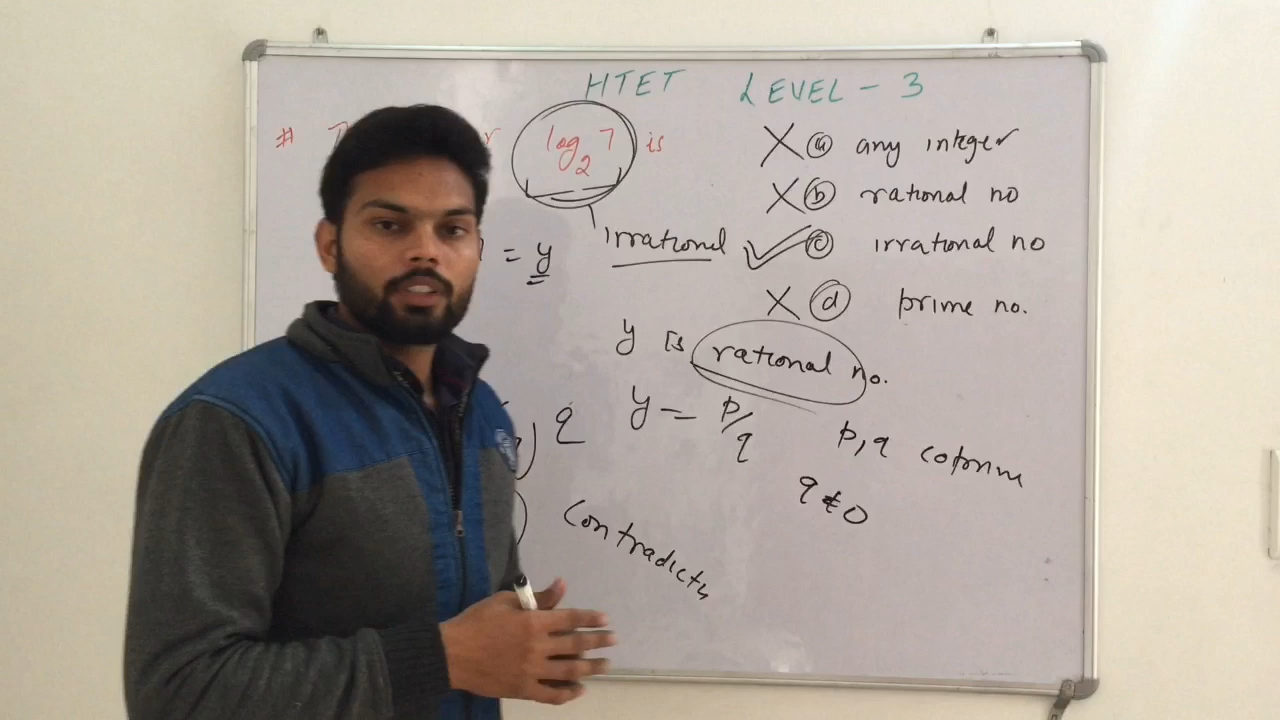 HTET LEVEL - 3
# log₂ 7 is
ⓐ any integer
ⓑ rational no
= y irrational ⓒ irrational no
ⓓ prime no.
y is rational no.
q y = p/q p, q coprime
q ≠ 0
Contradicts